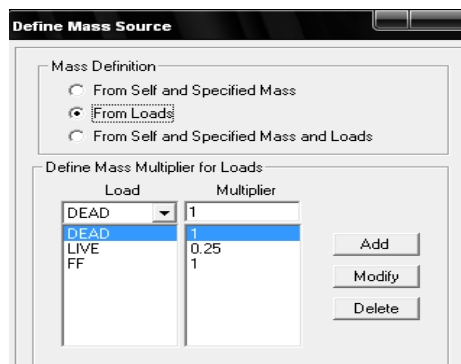 Define Mass Source
Mass Definition
From Self and Specified Mass
From Loads
From Self and Specified Mass and Loads
Define Mass Multiplier for Loads
Load Multiplier
DEAD 1
DEAD 1
LIVE 0.25
FF 1
Add
Modify
Delete